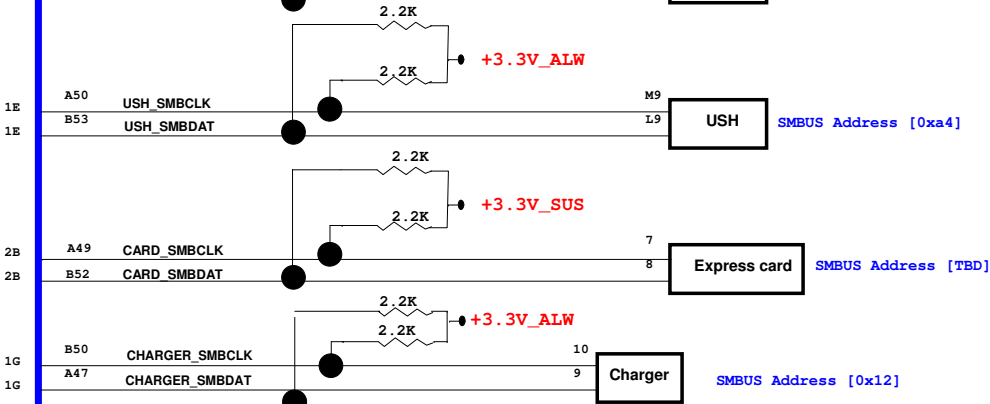 2.2K
+3.3V_ALW
2.2K
1E A50 USH_SMBCLK M9
1E B53 USH_SMBDAT L9
USH SMBUS Address [0xa4]
2.2K
+3.3V_SUS
2.2K
2B A49 CARD_SMBCLK 7
2B B52 CARD_SMBDAT 8
Express card SMBUS Address [TBD]
2.2K
+3.3V_ALW
2.2K
1G B50 CHARGER_SMBCLK 10
1G A47 CHARGER_SMBDAT 9
Charger SMBUS Address [0x12]